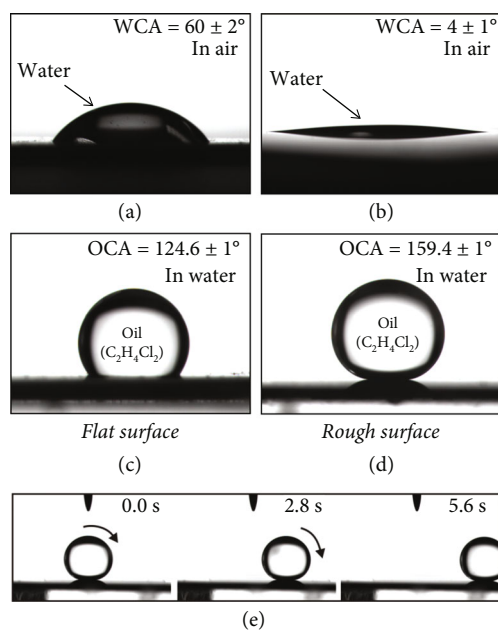 WCA = 60 ± 2°
In air
Water
(a)
WCA = 4 ± 1°
In air
Water
(b)
OCA = 124.6 ± 1°
In water
Oil
(C₂H₄Cl₂)
Flat surface
(c)
OCA = 159.4 ± 1°
In water
Oil
(C₂H₄Cl₂)
Rough surface
(d)
0.0 s
2.8 s
5.6 s
(e)